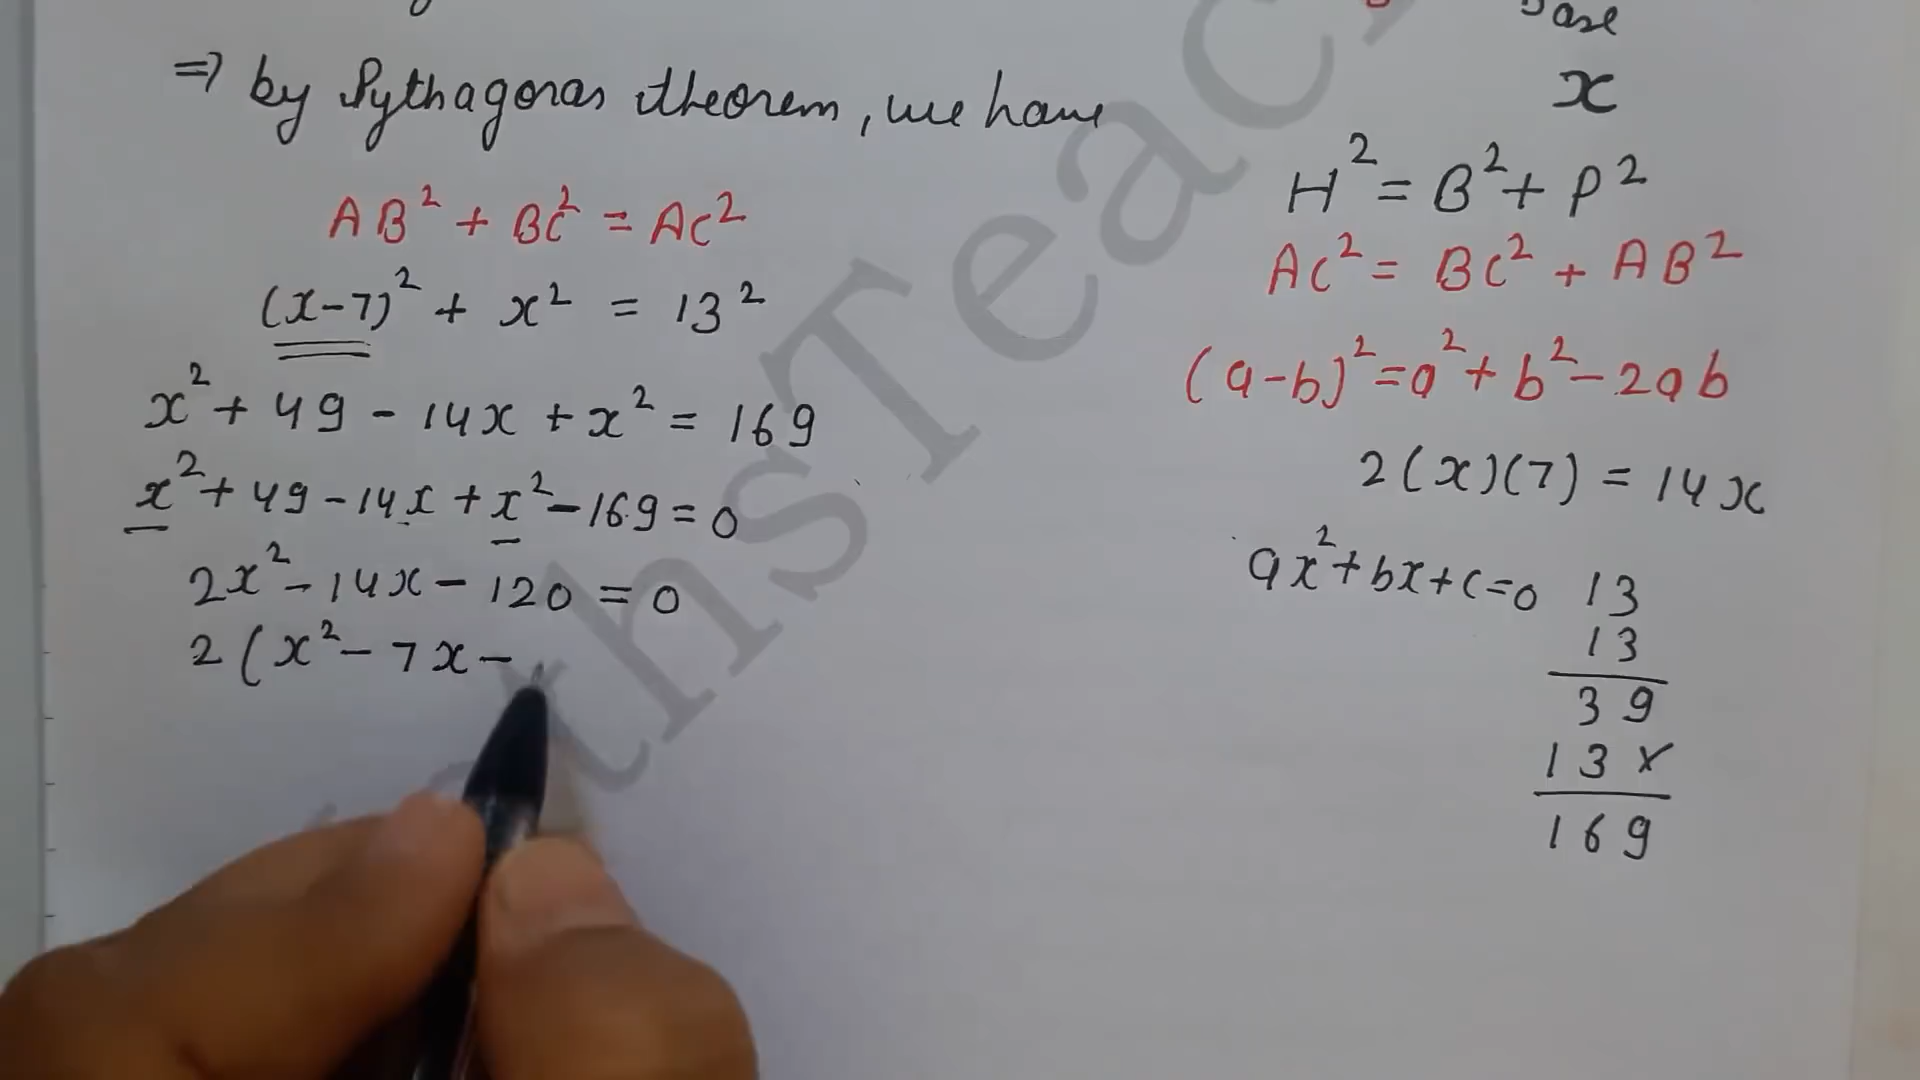 ⇒ by Pythagoras theorem, we have
AB² + BC² = AC²
(x-7)² + x² = 13²
x² + 49 - 14x + x² = 169
x² + 49 - 14x + x² - 169 = 0
2x² - 14x - 120 = 0
2(x² - 7x -
Base
x
H² = B² + P²
AC² = BC² + AB²
(a-b)² = a² + b² - 2ab
2(x)(7) = 14x
ax² + bx + c = 0
13
13
39
13×
169